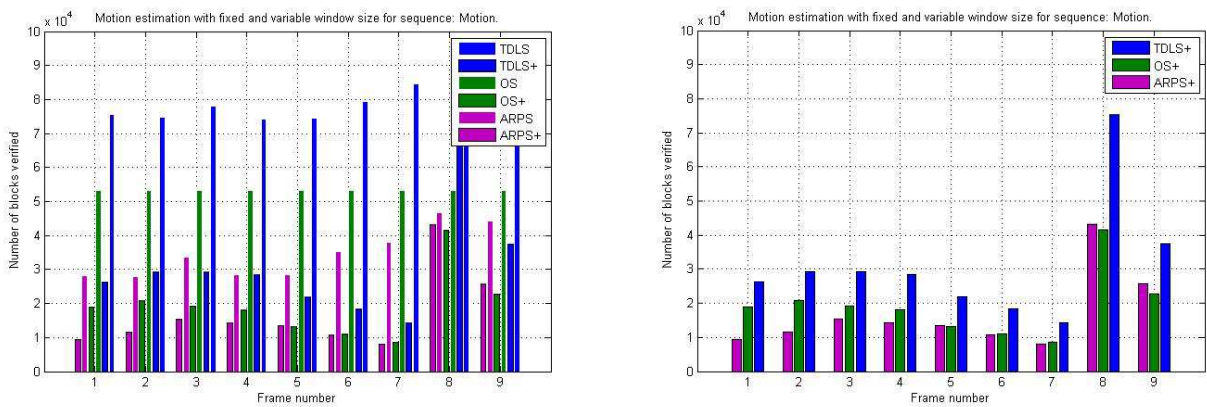 x 10⁴
Motion estimation with fixed and variable window size for sequence: Motion.
10
9
8
7
6
5
4
3
2
1
0
Number of blocks verified
TDLS
TDLS+
OS
OS+
ARPS
ARPS+
1 2 3 4 5 6 7 8 9
Frame number
x 10⁴
Motion estimation with fixed and variable window size for sequence: Motion.
10
9
8
7
6
5
4
3
2
1
0
Number of blocks verified
TDLS+
OS+
ARPS+
1 2 3 4 5 6 7 8 9
Frame number